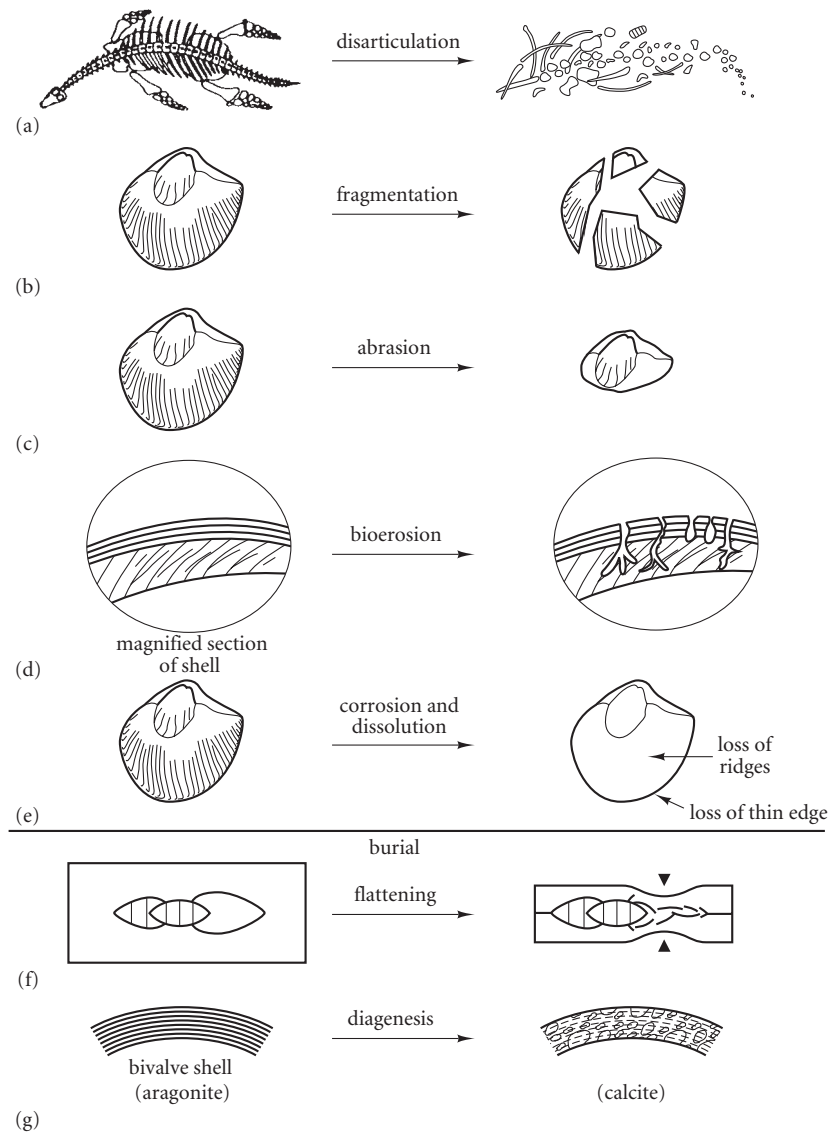 disarticulation
(a)
fragmentation
(b)
abrasion
(c)
bioerosion
magnified section
of shell
(d)
corrosion and
dissolution
loss of
ridges
loss of thin edge
(e)
burial
flattening
(f)
diagenesis
bivalve shell
(aragonite)
(calcite)
(g)